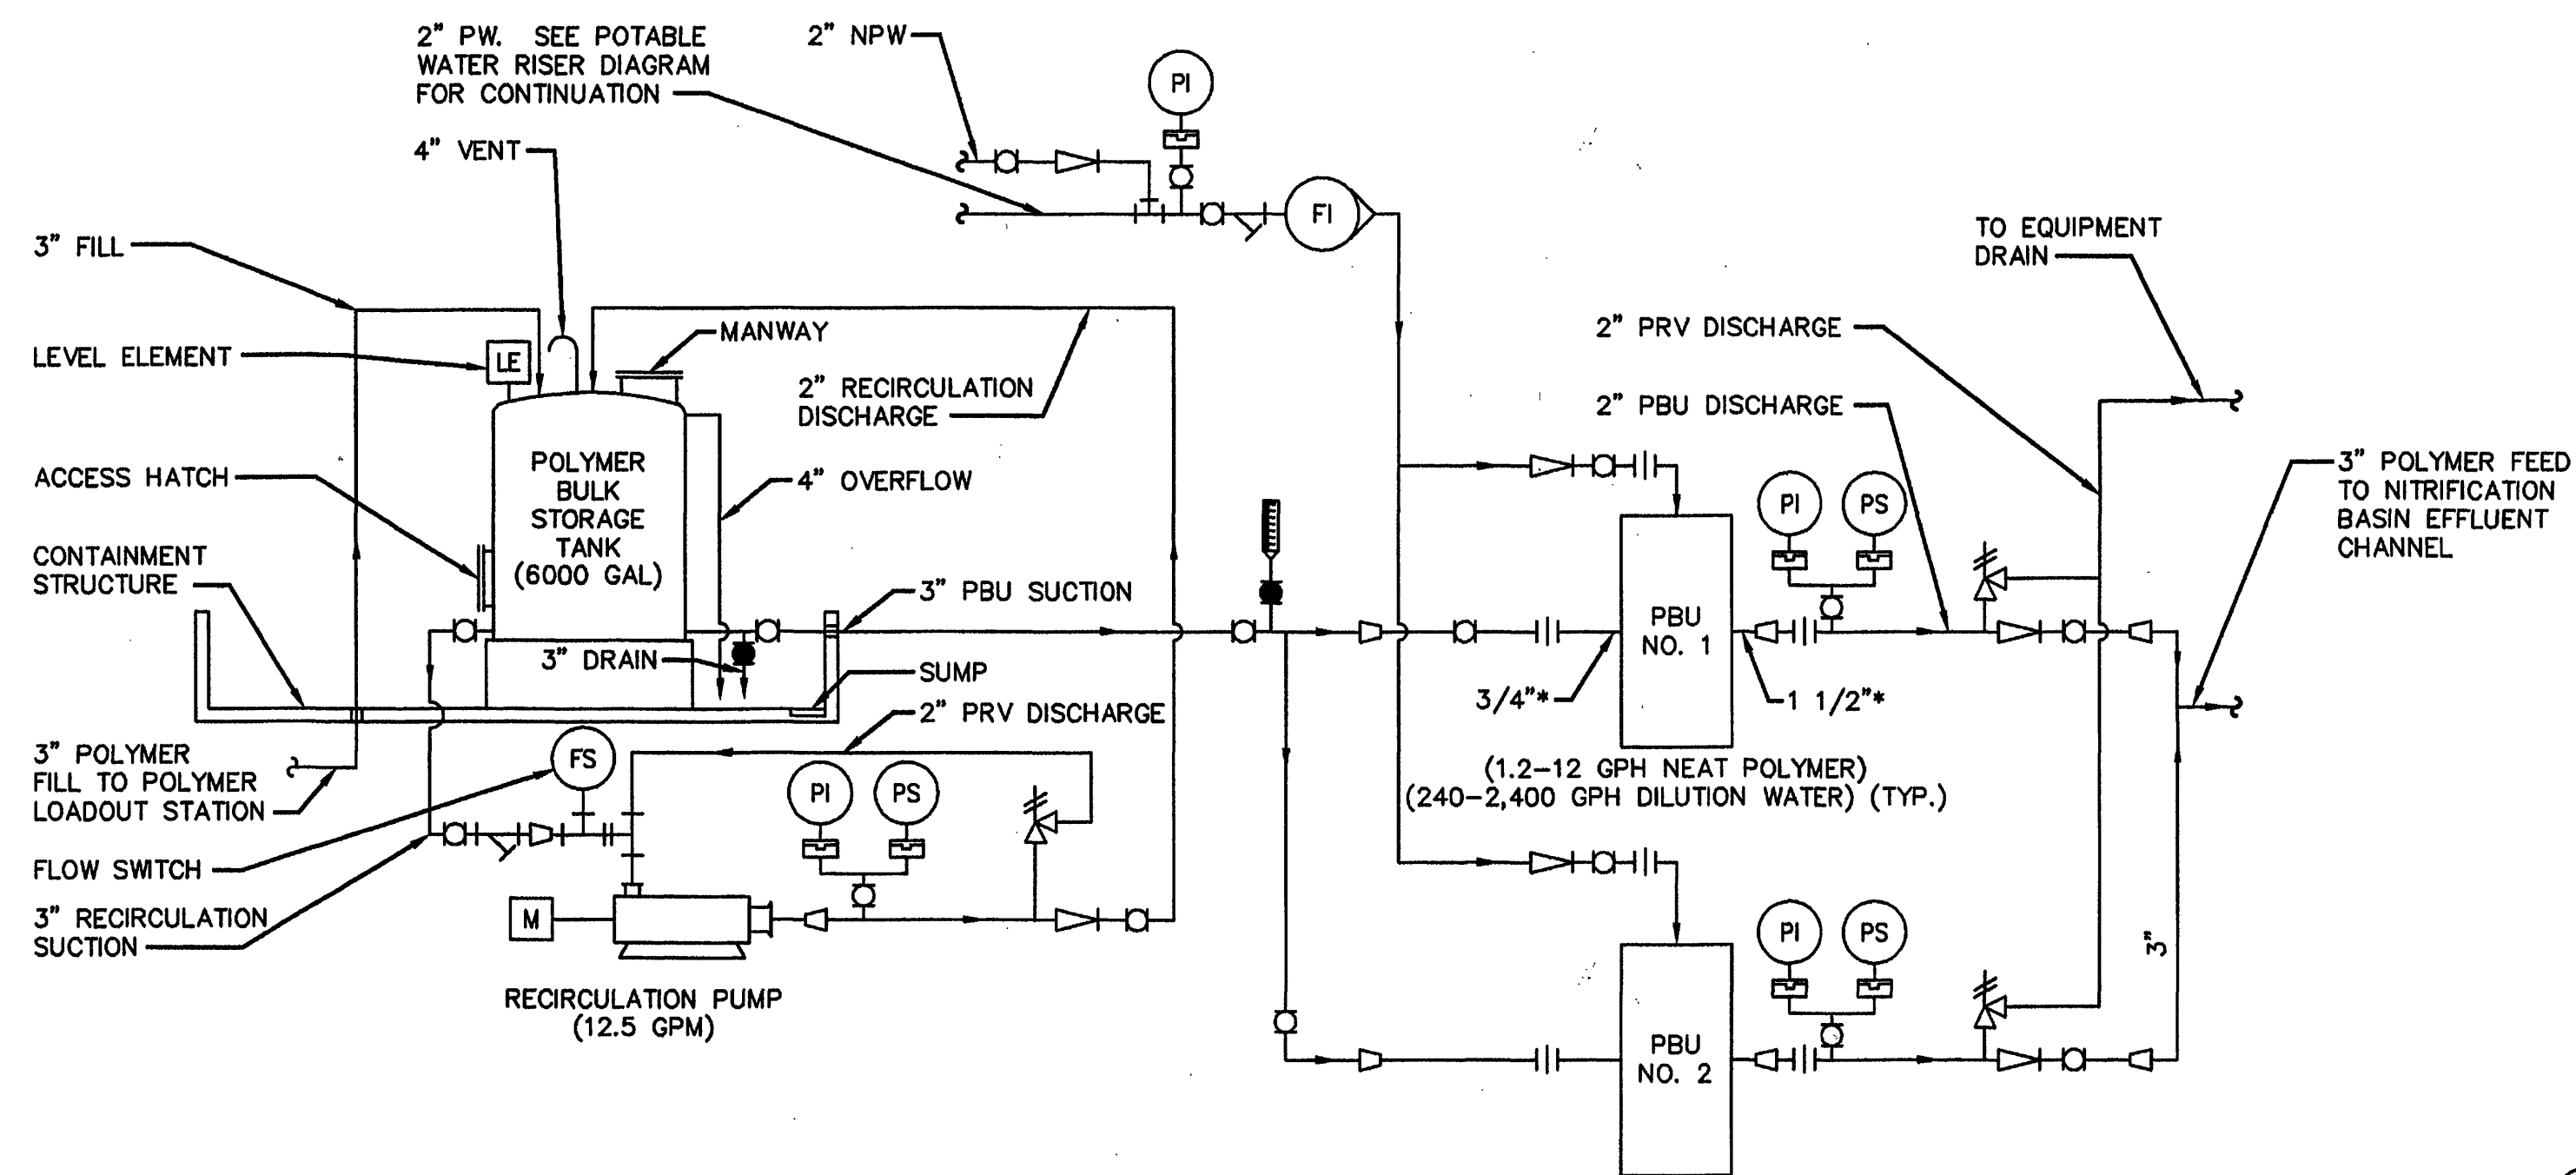 2" PW. SEE POTABLE
WATER RISER DIAGRAM
FOR CONTINUATION
2" NPW
PI
4" VENT
3" FILL
FI
TO EQUIPMENT
DRAIN
LEVEL ELEMENT
LE
MANWAY
2" RECIRCULATION
DISCHARGE
2" PRV DISCHARGE
2" PBU DISCHARGE
ACCESS HATCH
POLYMER
BULK
STORAGE
TANK
(6000 GAL)
4" OVERFLOW
3" POLYMER FEED
TO NITRIFICATION
BASIN EFFLUENT
CHANNEL
PI
PS
CONTAINMENT
STRUCTURE
3" PBU SUCTION
PBU
NO. 1
3" DRAIN
SUMP
3/4"*
1 1/2"*
2" PRV DISCHARGE
3" POLYMER
FILL TO POLYMER
LOADOUT STATION
FS
PI
PS
(1.2-12 GPH NEAT POLYMER)
(240-2,400 GPH DILUTION WATER) (TYP.)
FLOW SWITCH
3" RECIRCULATION
SUCTION
M
PI
PS
3"
RECIRCULATION PUMP
(12.5 GPM)
PBU
NO. 2